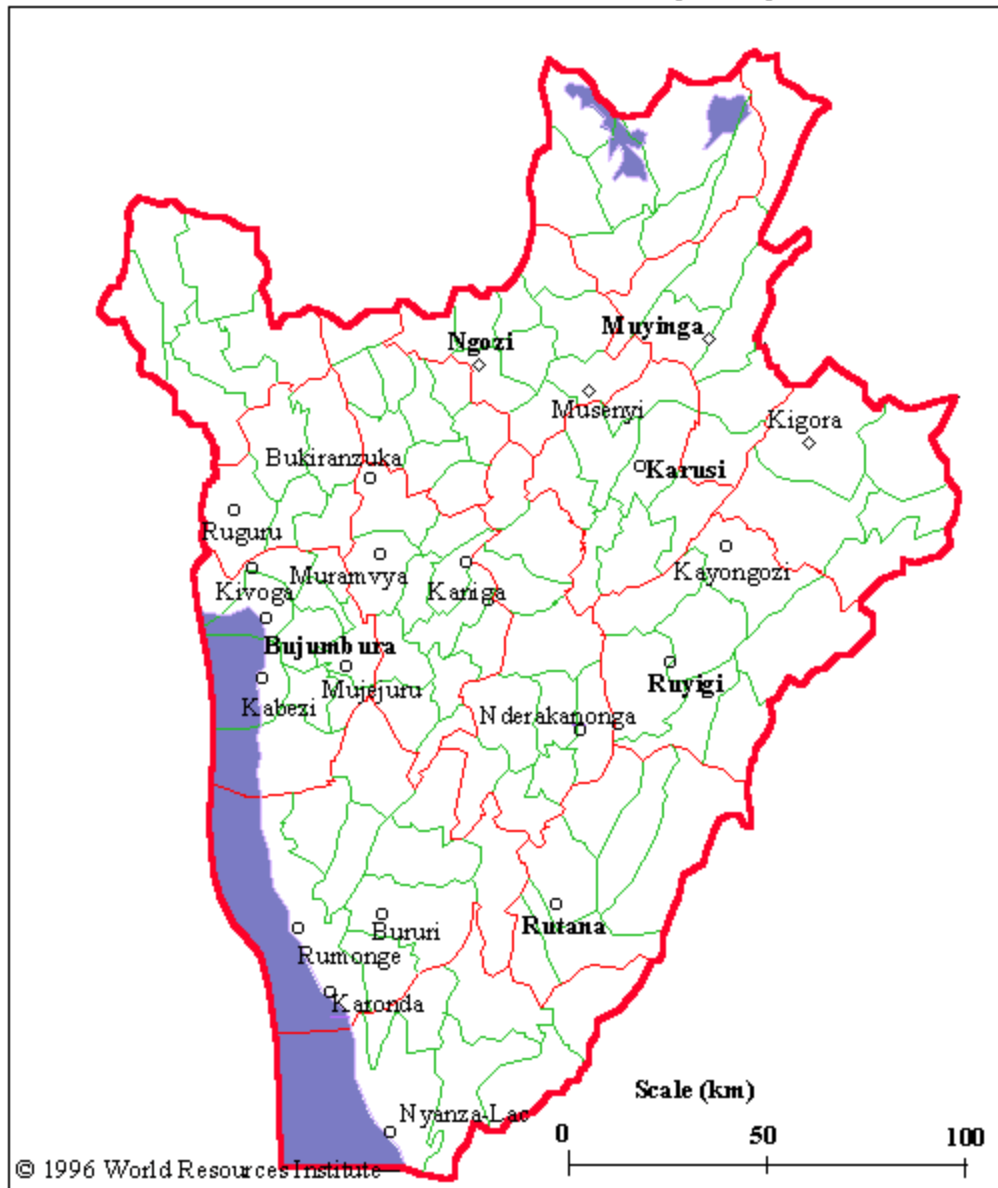 Ngozi
Muyinga
Musenyi
Kigora
Bukiranzuka
Karusi
Ruguru
Muramvya
Kaniga
Kayongozi
Kivoga
Bujumbura
Mujejuru
Ruyigi
Kabezi
Nderakanonga
Bururi
Rutana
Rumonge
Karonda
Scale (km)
Nyanza-Lac
0 50 100
© 1996 World Resources Institute